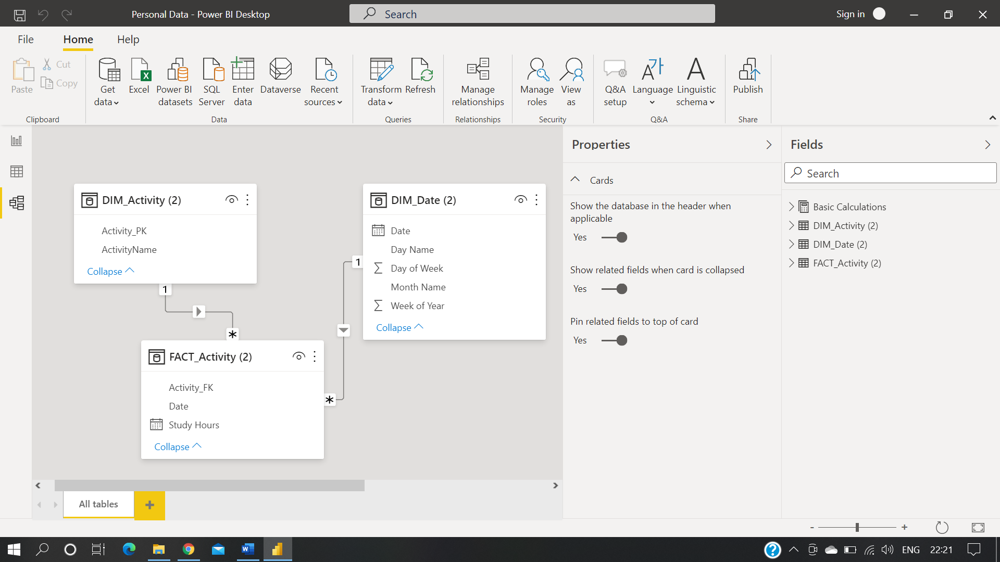 Personal Data - Power BI Desktop
Search
Sign in
File
Home
Help
Paste
Cut
Copy
Clipboard
Get data
Excel
Power BI datasets
SQL Server
Enter data
Dataverse
Recent sources
Data
Transform data
Refresh
Queries
Manage relationships
Relationships
Manage roles
View as
Security
Q&A setup
Language
Linguistic schema
Q&A
Publish
Share
DIM_Activity (2)
Activity_PK
ActivityName
Collapse
1
*
FACT_Activity (2)
Activity_FK
Date
Study Hours
Collapse
*
1
DIM_Date (2)
Date
Day Name
Day of Week
Month Name
Week of Year
Collapse
Properties
Cards
Show the database in the header when
applicable
Yes
Show related fields when card is collapsed
Yes
Pin related fields to top of card
Yes
Fields
Search
Basic Calculations
DIM_Activity (2)
DIM_Date (2)
FACT_Activity (2)
All tables
ENG
22:21